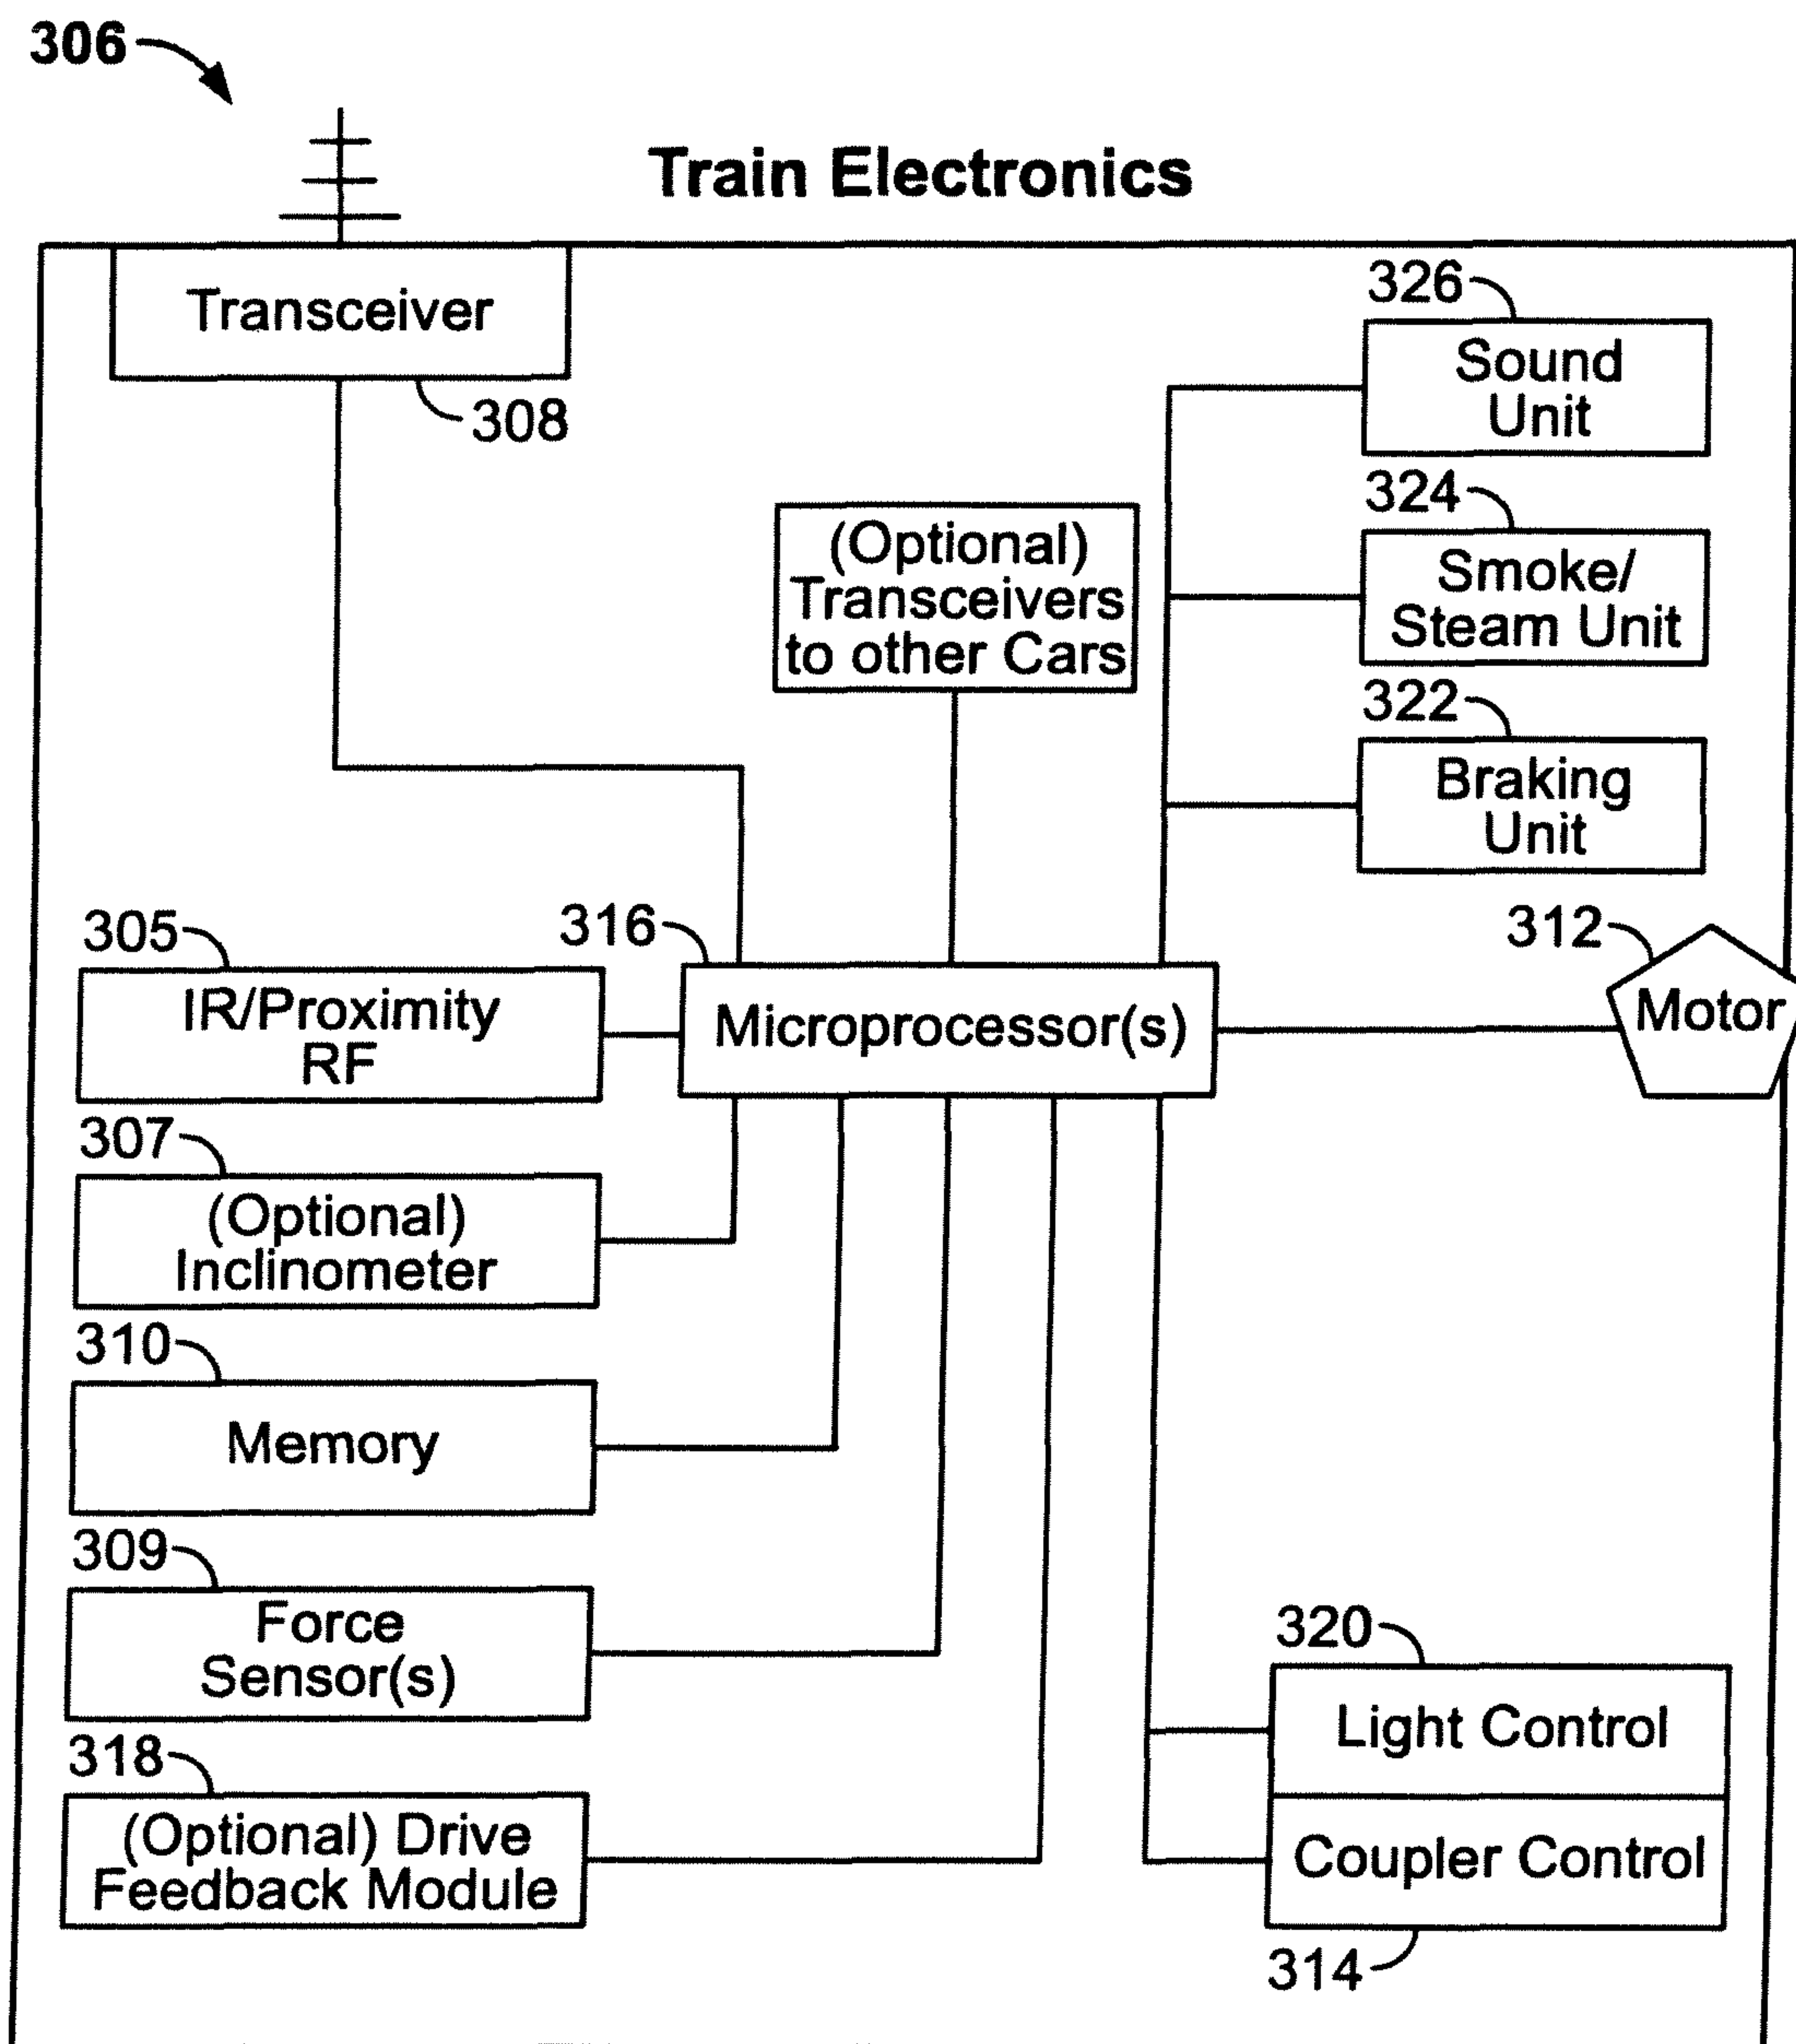 306
Train Electronics
Transceiver
308
326
Sound
Unit
324
Smoke/
Steam Unit
(Optional)
Transceivers
to other Cars
322
Braking
Unit
305
IR/Proximity
RF
316
Microprocessor(s)
312
Motor
307
(Optional)
Inclinometer
310
Memory
309
Force
Sensor(s)
318
(Optional) Drive
Feedback Module
320
Light Control
Coupler Control
314